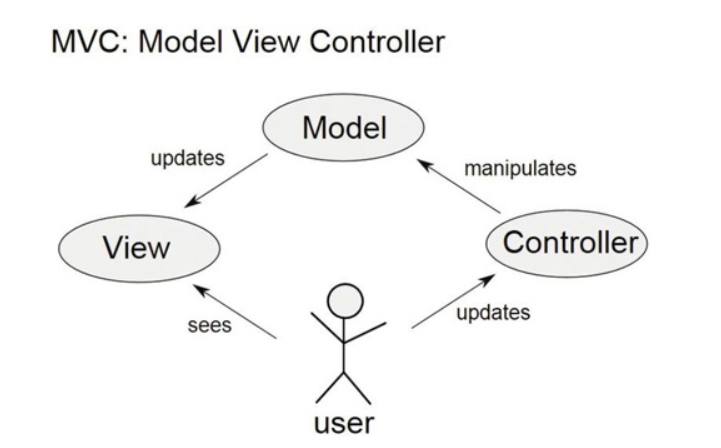 MVC: Model View Controller
Model
updates
manipulates
View
Controller
sees
updates
user